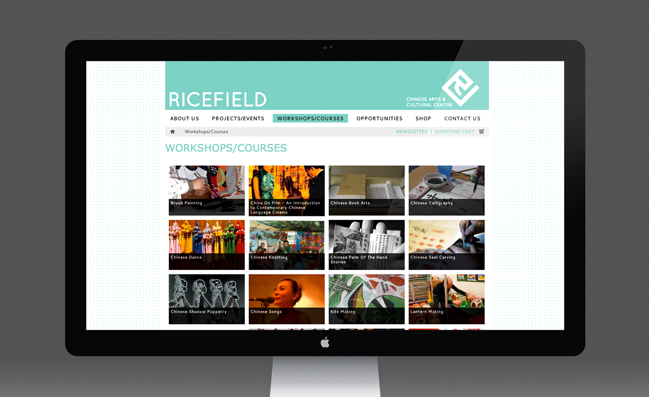 RICEFIELD
CHINESE ARTS &
CULTURAL CENTRE
ABOUT US
PROJECTS/EVENTS
WORKSHOPS/COURSES
OPPORTUNITIES
SHOP
CONTACT US
Workshops/Courses
NEWSLETTER | SHOPPING CART
WORKSHOPS/COURSES
Brush Painting
China On Film - An Introduction
to Contemporary Chinese
Language Cinema
Chinese Book Arts
Chinese Calligraphy
Chinese Dance
Chinese Knotting
Chinese Palm Of The Hand
Stories
Chinese Seal Carving
Chinese Shadow Puppetry
Chinese Songs
Kite Making
Lantern Making